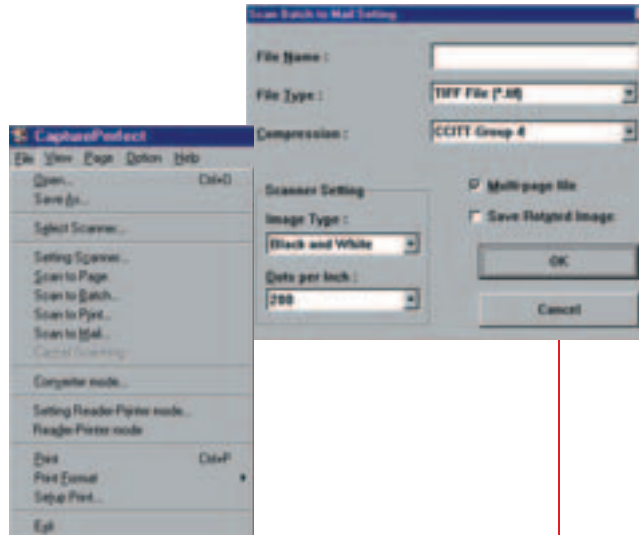 Scan Batch to Mail Setting
File Name :
File Type : TIFF File (*.tif)
Compression : CCITT Group 4
Scanner Setting
Image Type :
Black and White
Dots per Inch :
200
Multi-page file
Save Rotated Image
OK
Cancel
CapturePerfect
File View Page Option Help
Open... Ctrl+O
Save As...
Select Scanner...
Setting Scanner...
Scan to Page
Scan to Batch...
Scan to Print...
Scan to Mail...
Cancel Scanning
Converter mode...
Setting Reader-Printer mode...
Reader-Printer mode
Print Ctrl+P
Print Format
Setup Print...
Exit